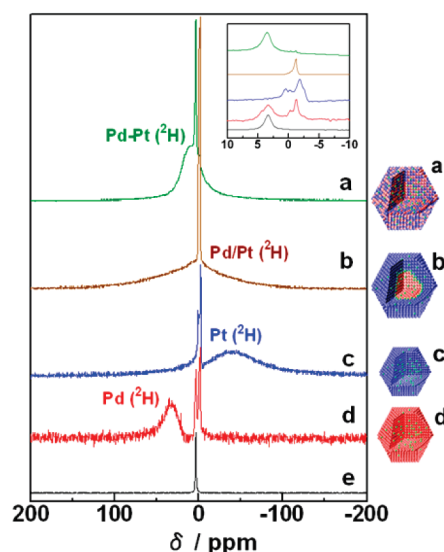 10 5 0 -5 -10
Pd-Pt (²H)
a
a
Pd/Pt (²H)
b
b
Pt (²H)
c
c
Pd (²H)
d
d
e
200 100 0 -100 -200
δ / ppm